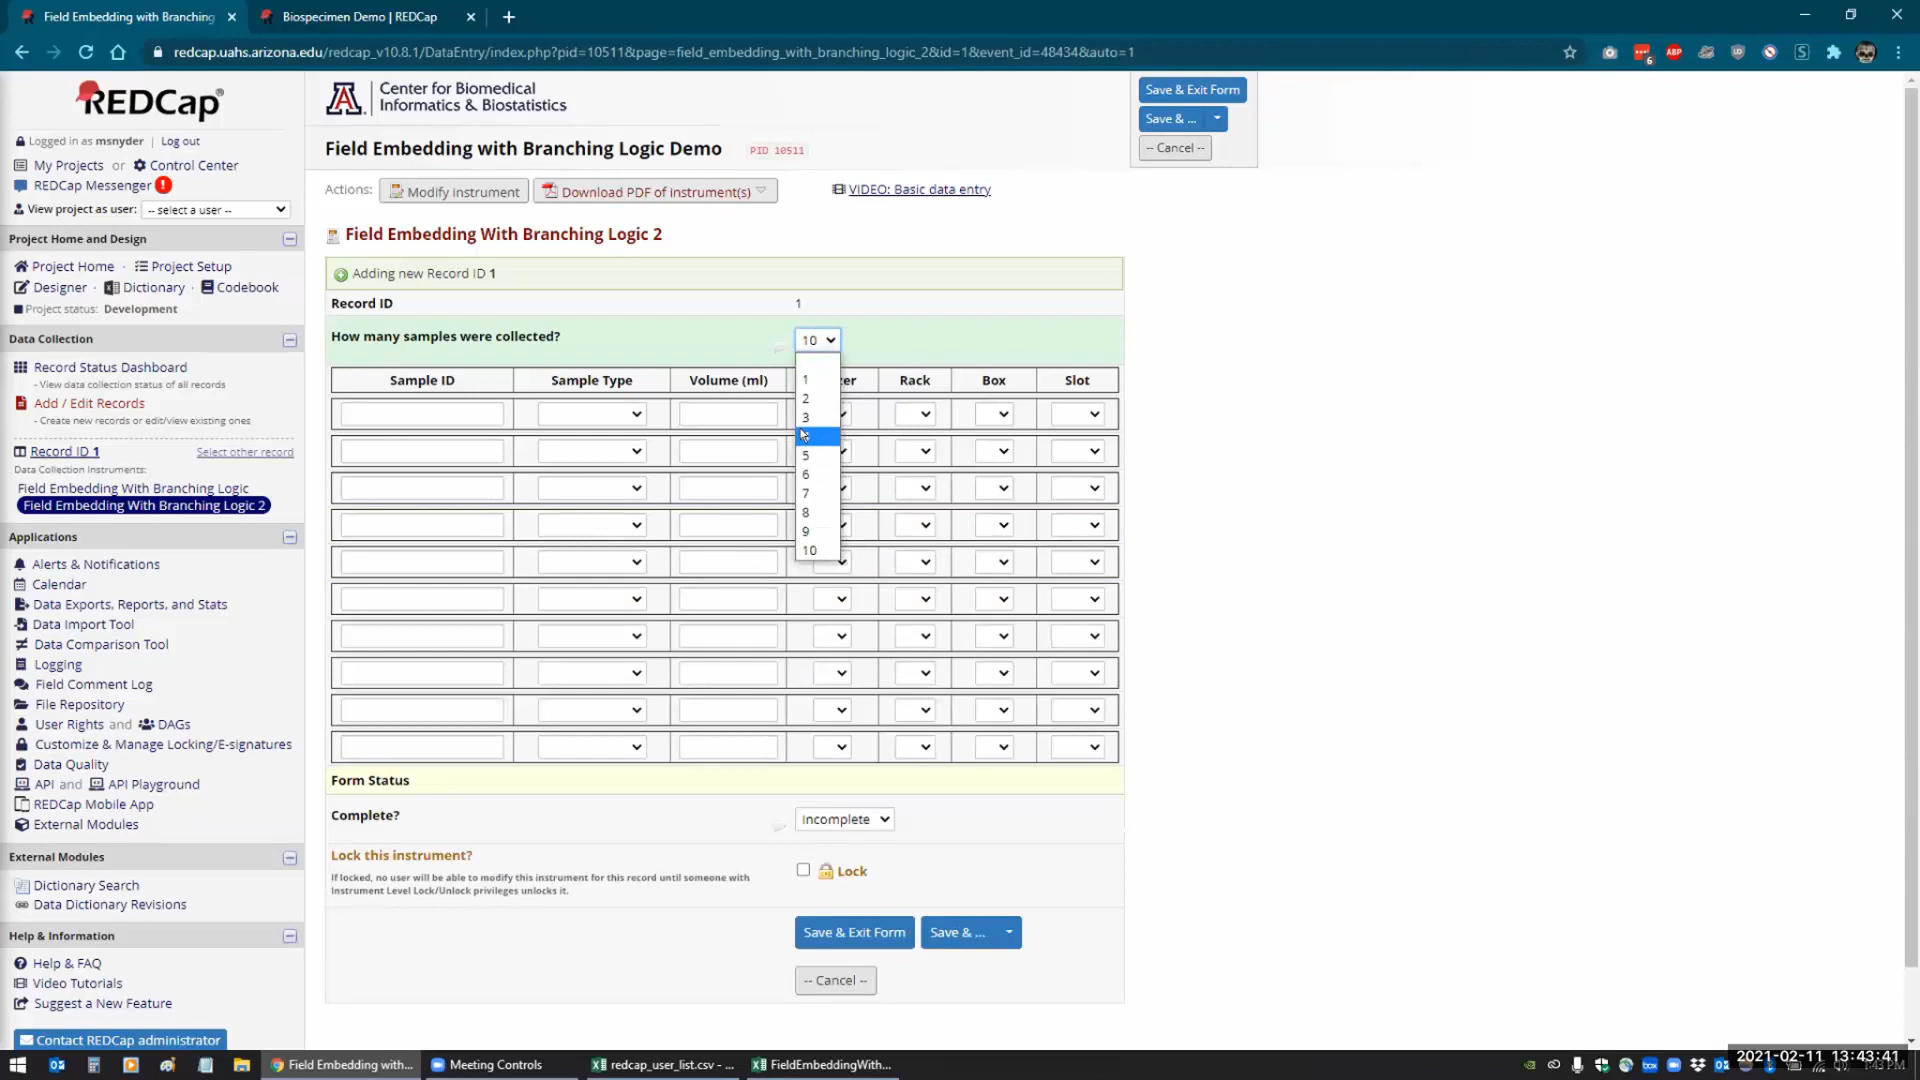 Field Embedding with Branching
Biospecimen Demo | REDCap
redcap.uahs.arizona.edu/redcap_v10.8.1/DataEntry/index.php?pid=10511&page=field_embedding_with_branching_logic_2&id=1&event_id=48434&auto=1
ABP
6
REDCap
Center for Biomedical
Informatics & Biostatistics
Save & Exit Form
Save & ...
-- Cancel --
Logged in as msnyder | Log out
My Projects or Control Center
REDCap Messenger
View project as user: -- select a user --
Field Embedding with Branching Logic Demo PID 10511
Actions: Modify instrument Download PDF of instrument(s) VIDEO: Basic data entry
Project Home and Design
Project Home · Project Setup
Designer · Dictionary · Codebook
Project status: Development
Data Collection
Record Status Dashboard
- View data collection status of all records
Add / Edit Records
- Create new records or edit/view existing ones
Record ID 1 Select other record
Data Collection Instruments:
Field Embedding With Branching Logic
Field Embedding With Branching Logic 2
Applications
Alerts & Notifications
Calendar
Data Exports, Reports, and Stats
Data Import Tool
Data Comparison Tool
Logging
Field Comment Log
File Repository
User Rights and DAGs
Customize & Manage Locking/E-signatures
Data Quality
API and API Playground
REDCap Mobile App
External Modules
External Modules
Dictionary Search
Data Dictionary Revisions
Help & Information
Help & FAQ
Video Tutorials
Suggest a New Feature
Contact REDCap administrator
Field Embedding With Branching Logic 2
Adding new Record ID 1
Record ID 1
How many samples were collected? 10
1
2
3
5
6
7
8
9
10
Sample ID Sample Type Volume (ml) zer Rack Box Slot
Form Status
Complete? Incomplete
Lock this instrument?
If locked, no user will be able to modify this instrument for this record until someone with
Instrument Level Lock/Unlock privileges unlocks it.
Lock
Save & Exit Form Save & ...
-- Cancel --
Field Embedding with...
Meeting Controls
redcap_user_list.csv - ...
FieldEmbeddingWith...
box
2021-02-11 13:43:41